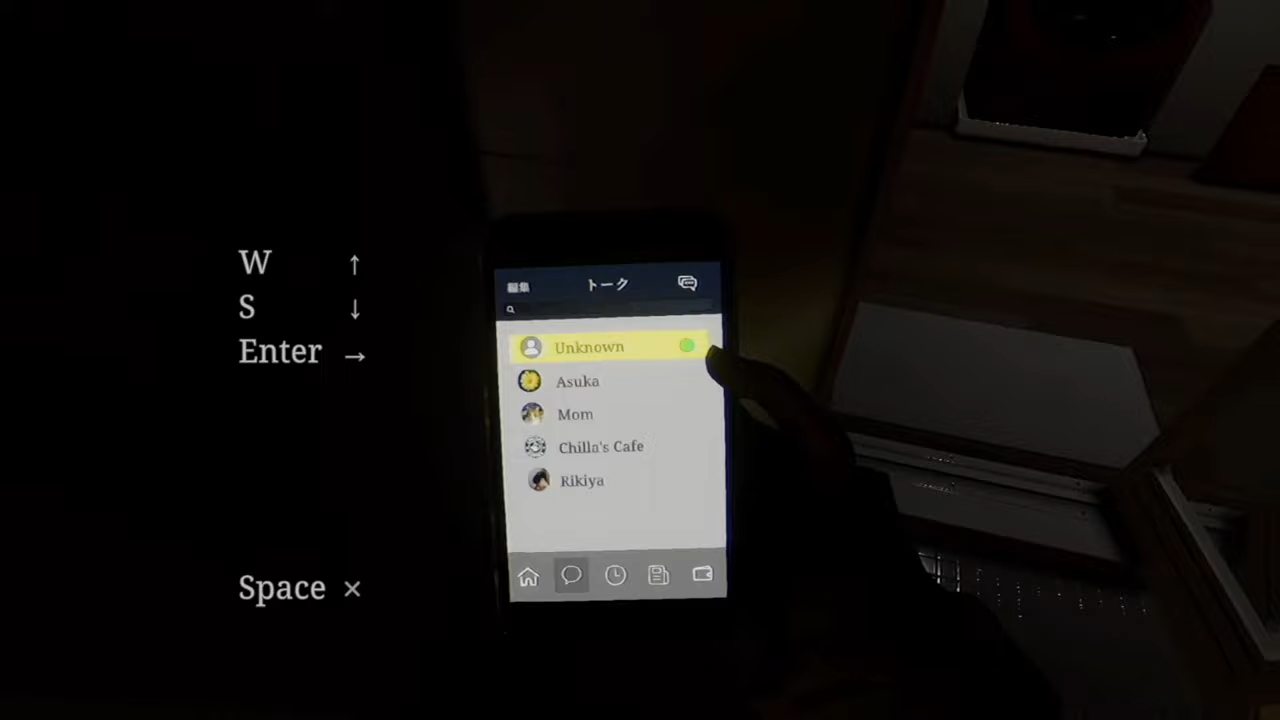 W ↑
S ↓
Enter →
Space ×
編集 トーク
Unknown
Asuka
Mom
Chilla's Cafe
Rikiya